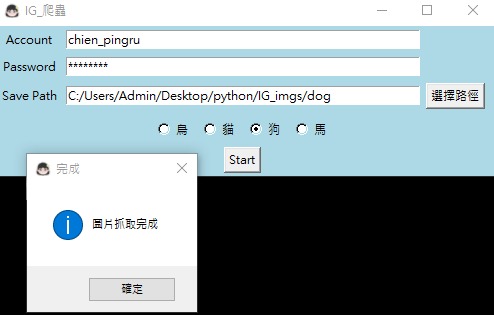 IG_爬蟲
Account chien_pingru
Password ********
Save Path C:/Users/Admin/Desktop/python/IG_imgs/dog 選擇路徑
鳥 貓 狗 馬
Start
完成
圖片抓取完成
確定